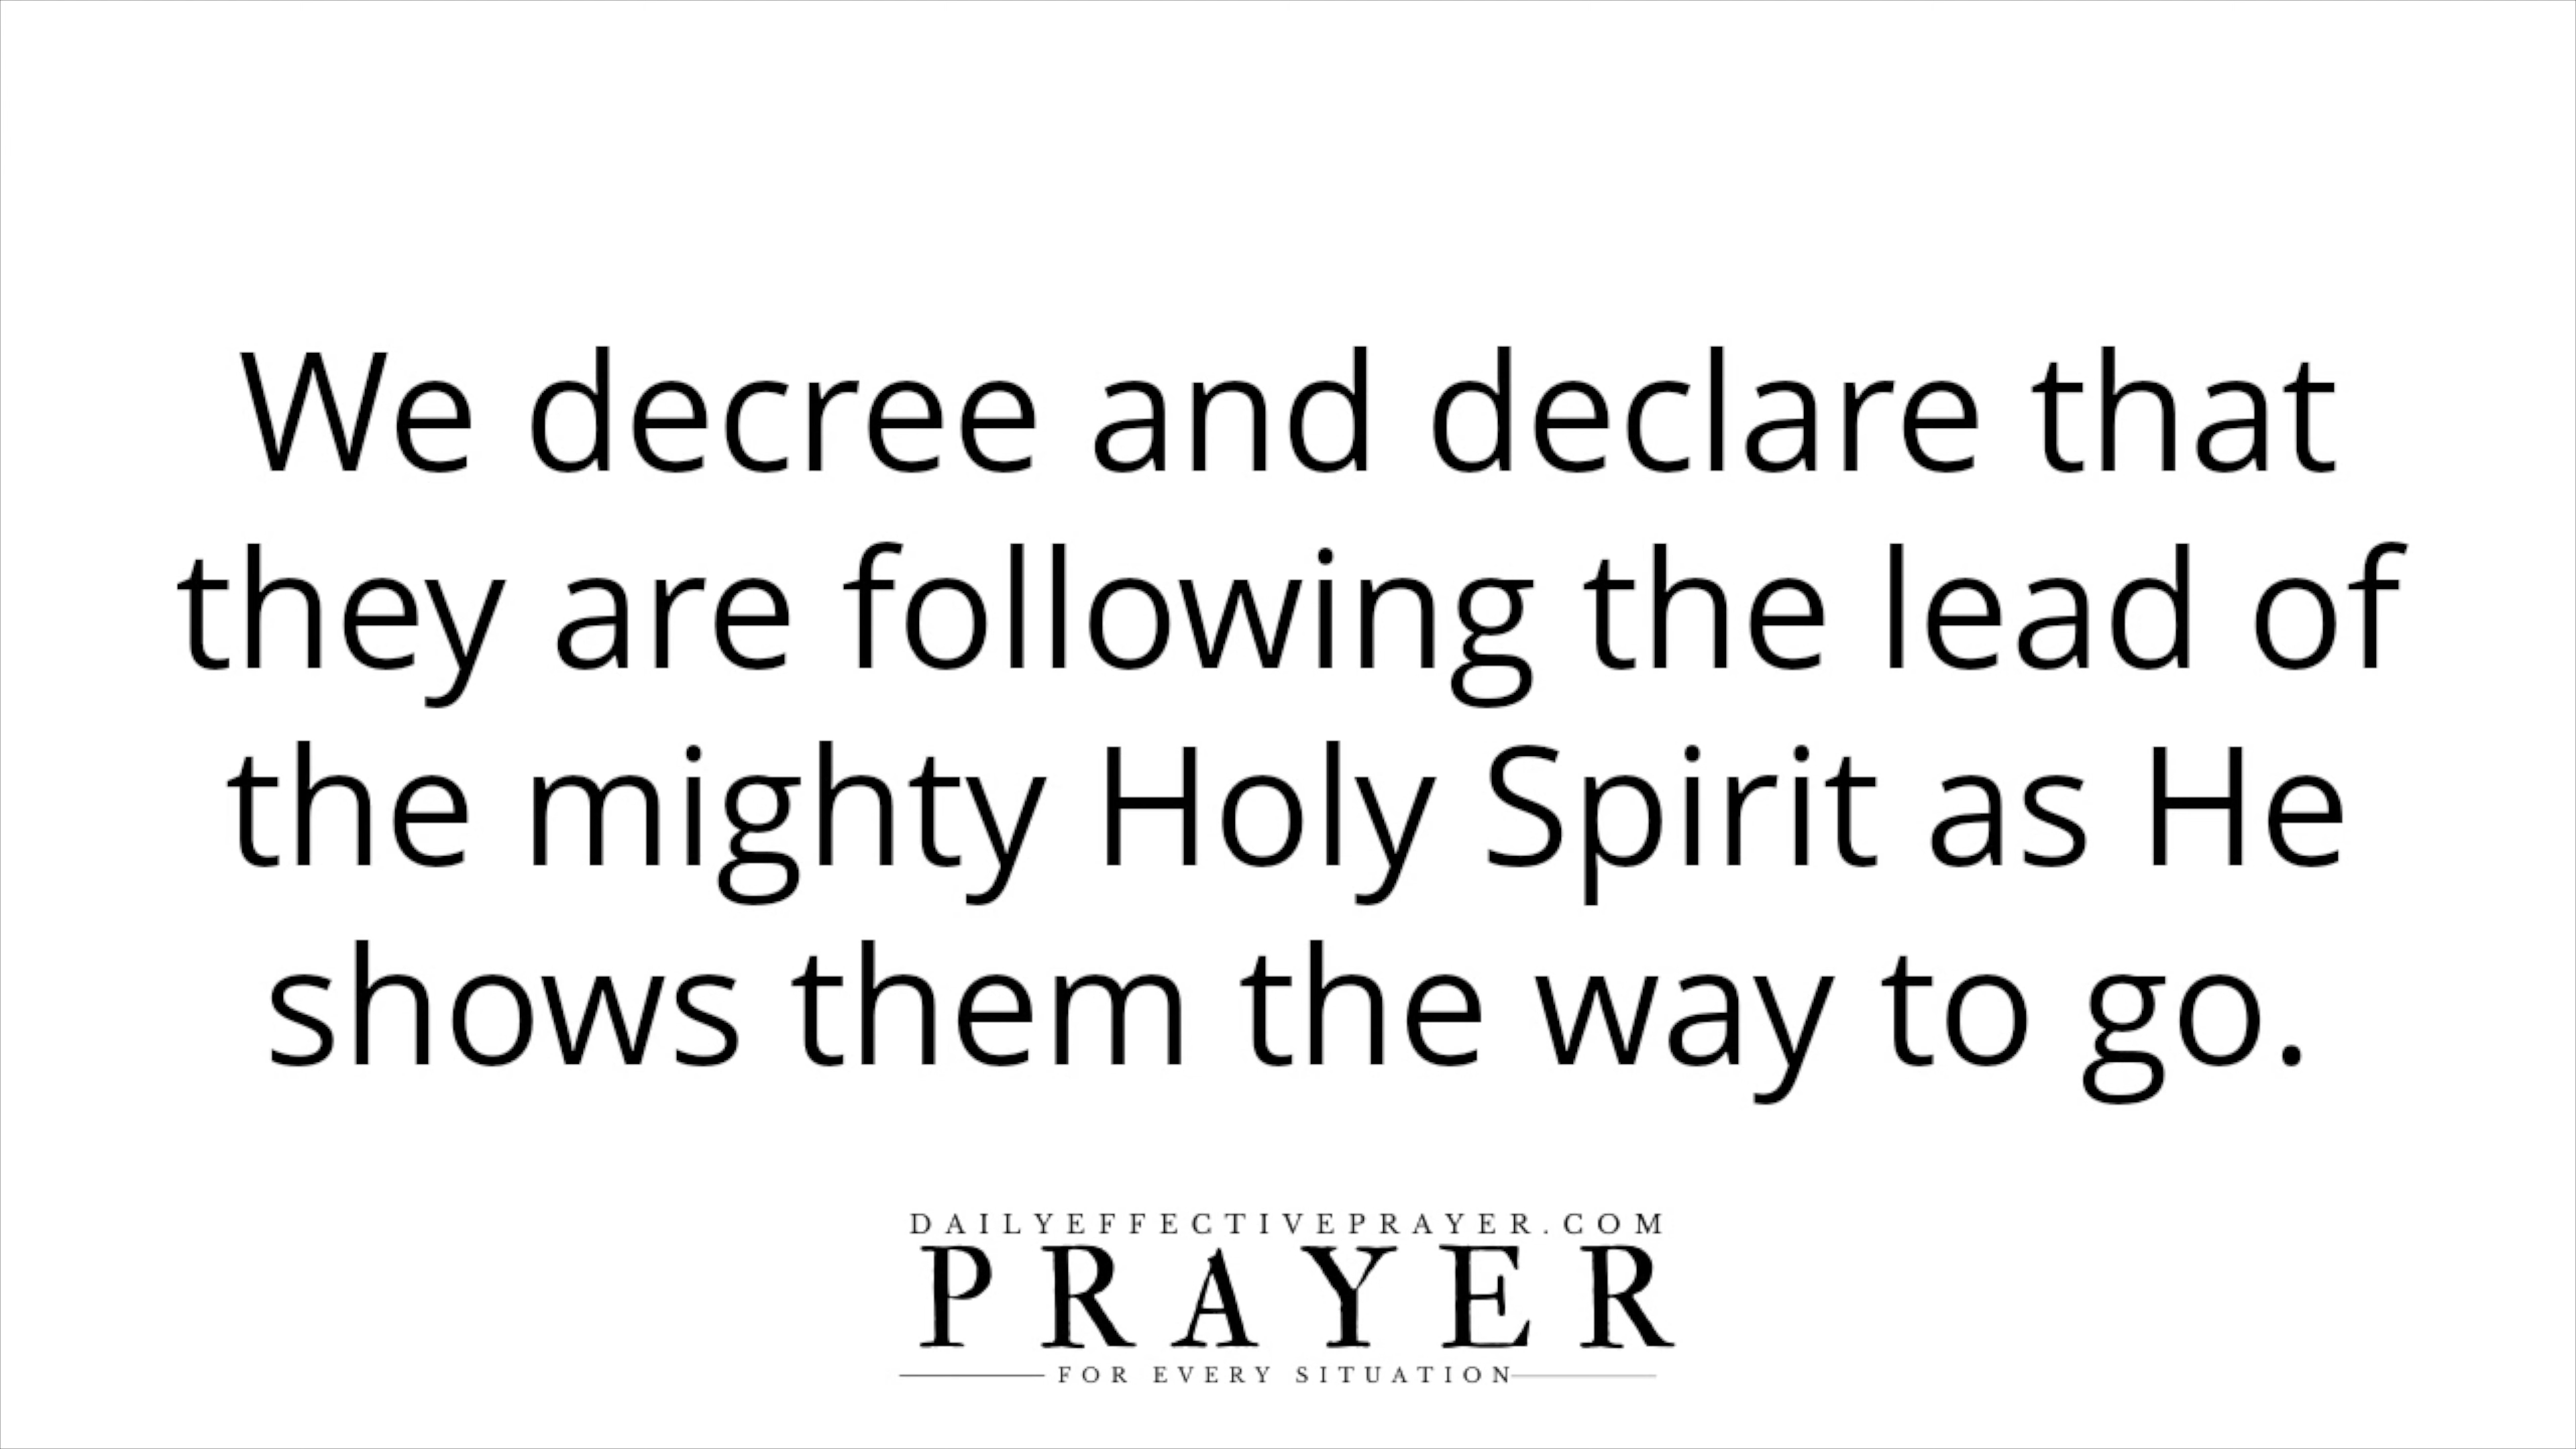 We decree and declare that
they are following the lead of
the mighty Holy Spirit as He
shows them the way to go.
DAILYEFFECTIVEPRAYER.COM
PRAYER
FOR EVERY SITUATION